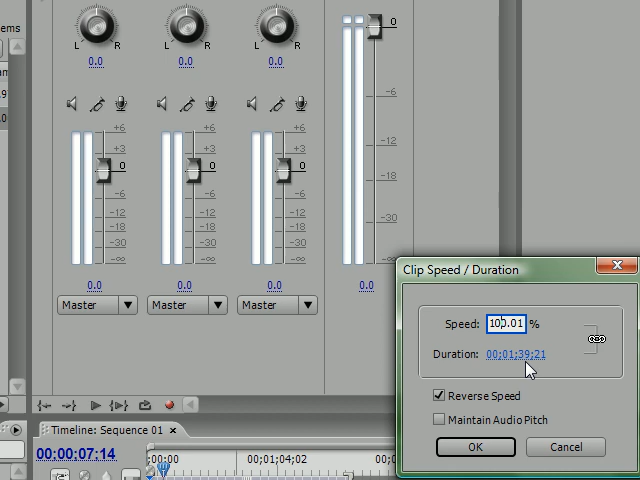 ems
L R L R L R
0.0 0.0 0.0
0
-6
-12
-18
-30
-∞
+6 +6 +6
+3 +3 +3
0 0 0
-6 -6 -6
-12 -12 -12
-18 -18 -18
-30 -30 -30
-∞ -∞ -∞
0.0 0.0 0.0 0.0
Master Master Master
Clip Speed / Duration
Speed: 100.01 %
Duration: 00;01;39;21
Reverse Speed
Maintain Audio Pitch
OK Cancel
Timeline: Sequence 01
00:00:07:14
;00:00 00:01:04:02